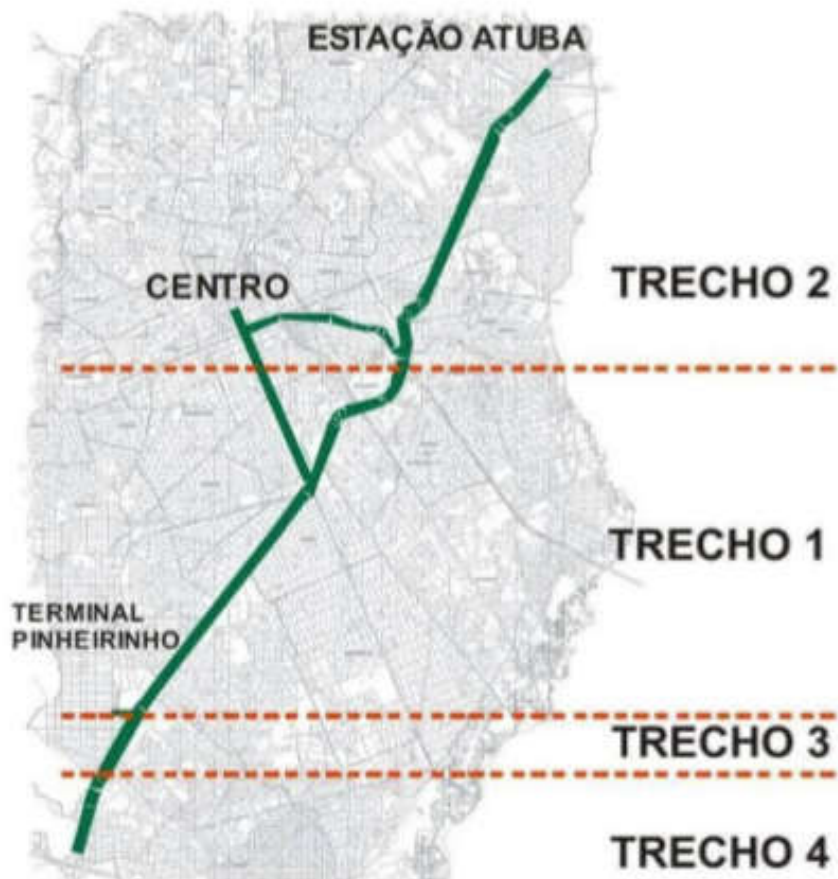 ESTAÇÃO ATUBA
CENTRO
TRECHO 2
TRECHO 1
TERMINAL
PINHEIRINHO
TRECHO 3
TRECHO 4